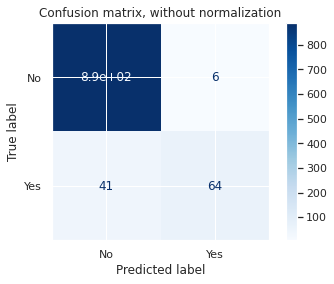 Confusion matrix, without normalization
True label
No
8.9e+02
6
Yes
41
64
No
Yes
Predicted label
800
700
600
500
400
300
200
100